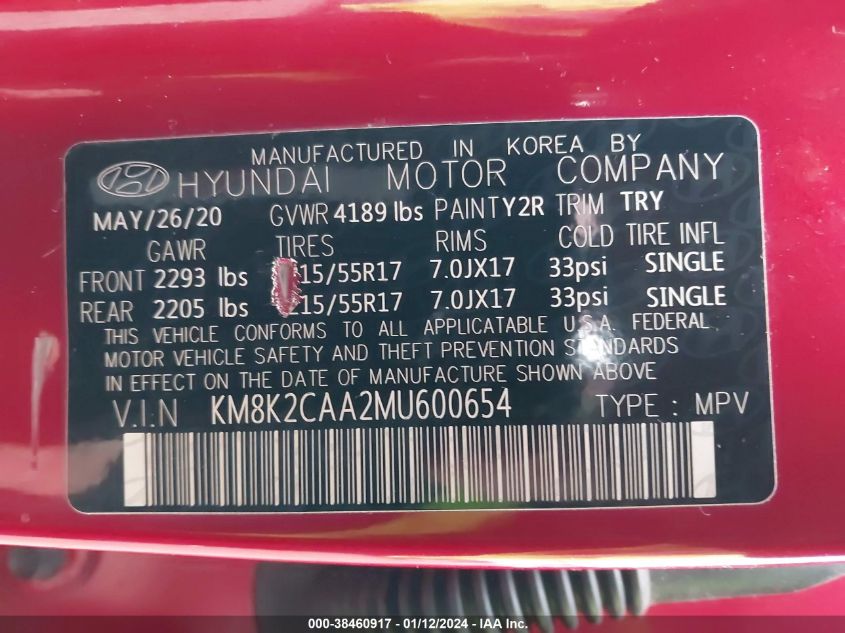 MANUFACTURED IN KOREA BY
HYUNDAI MOTOR COMPANY
MAY/26/20 GVWR 4189 lbs PAINT Y2R TRIM TRY
GAWR TIRES RIMS COLD TIRE INFL
FRONT 2293 lbs 15/55R17 7.0JX17 33psi SINGLE
REAR 2205 lbs 215/55R17 7.0JX17 33psi SINGLE
THIS VEHICLE CONFORMS TO ALL APPLICATABLE U.S.A. FEDERAL
MOTOR VEHICLE SAFETY AND THEFT PREVENTION STANDARDS
IN EFFECT ON THE DATE OF MANUFACTURE SHOWN ABOVE
V.I.N KM8K2CAA2MU600654 TYPE : MPV
000-38460917 - 01/12/2024 - IAA Inc.